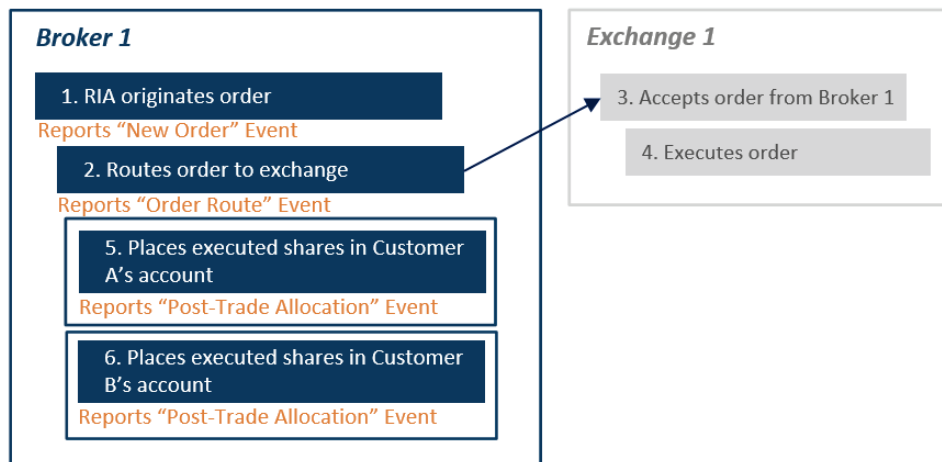 Broker 1
1. RIA originates order
Reports “New Order” Event
2. Routes order to exchange
Reports “Order Route” Event
5. Places executed shares in Customer
A’s account
Reports “Post-Trade Allocation” Event
6. Places executed shares in Customer
B’s account
Reports “Post-Trade Allocation” Event
Exchange 1
3. Accepts order from Broker 1
4. Executes order